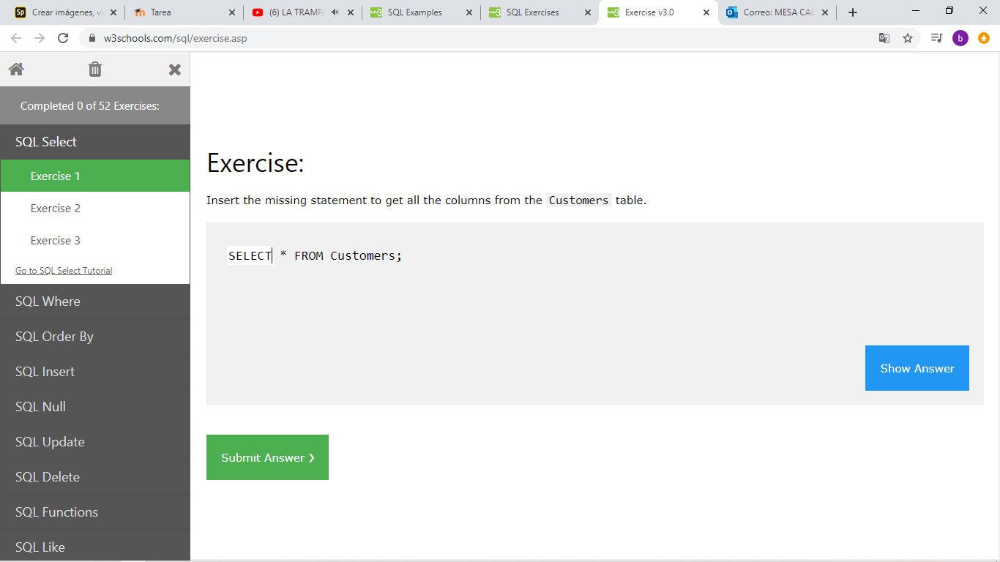 Sp Crear imágenes, ví
Tarea
(6) LA TRAMPA
SQL Examples
SQL Exercises
Exercise v3.0
Correo: MESA CAL
w3schools.com/sql/exercise.asp
b
Completed 0 of 52 Exercises:
SQL Select
Exercise 1
Exercise 2
Exercise 3
Go to SQL Select Tutorial
SQL Where
SQL Order By
SQL Insert
SQL Null
SQL Update
SQL Delete
SQL Functions
SQL Like
Exercise:
Insert the missing statement to get all the columns from the Customers table.
SELECT * FROM Customers;
Show Answer
Submit Answer ❯